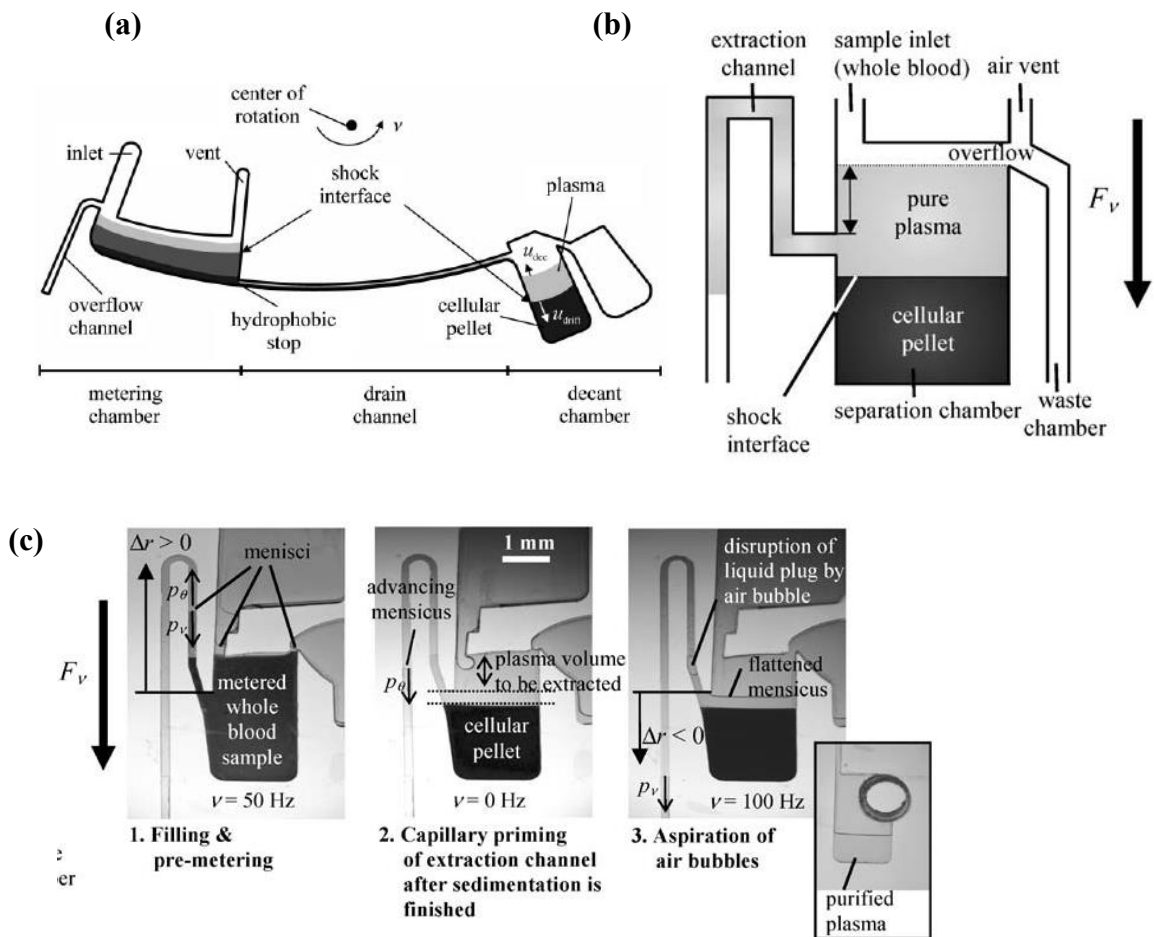 (a)
center of
rotation
ν
inlet
vent
shock
interface
plasma
u_dec
u_drift
overflow
channel
hydrophobic
stop
cellular
pellet
metering
chamber
drain
channel
decant
chamber
(b)
extraction
channel
sample inlet
(whole blood)
air vent
overflow
pure
plasma
F_ν
cellular
pellet
shock
interface
separation chamber
waste
chamber
(c)
Δr > 0
menisci
p_θ
p_ν
F_ν
metered
whole
blood
sample
ν = 50 Hz
1. Filling &
pre-metering
1 mm
advancing
mensicus
plasma volume
to be extracted
p_θ
cellular
pellet
ν = 0 Hz
2. Capillary priming
of extraction channel
after sedimentation is
finished
disruption of
liquid plug by
air bubble
flattened
mensicus
Δr < 0
p_ν
ν = 100 Hz
3. Aspiration of
air bubbles
purified
plasma